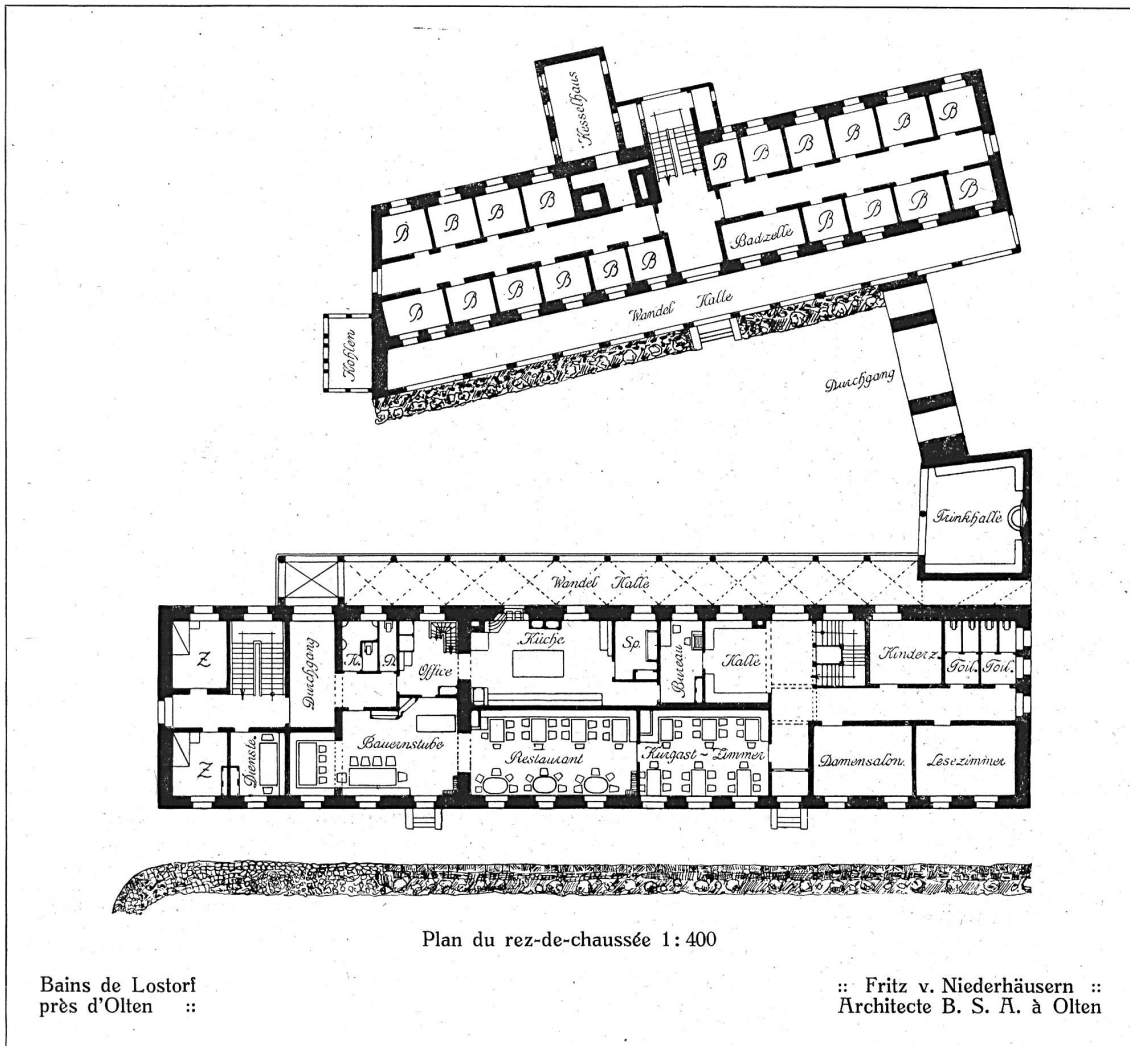 Kesselhaus
B B B B B B
B B B B
Badzelle B B B B
B B B B B B
Wandel Halle
Kohlen
Durchgang
Trinkhalle
Wandel Halle
Z
Durchgang
Office
Küche
Sp.
Bureau
Halle
Kinderz.
Toil. Toil.
Z
Dienste.
Bauernstube
Restaurant
Kurgast-Zimmer
Damensalon.
Lesezimmer
Plan du rez-de-chaussée 1:400
Bains de Lostorf
près d'Olten ::
:: Fritz v. Niederhäusern ::
Architecte B. S. A. à Olten